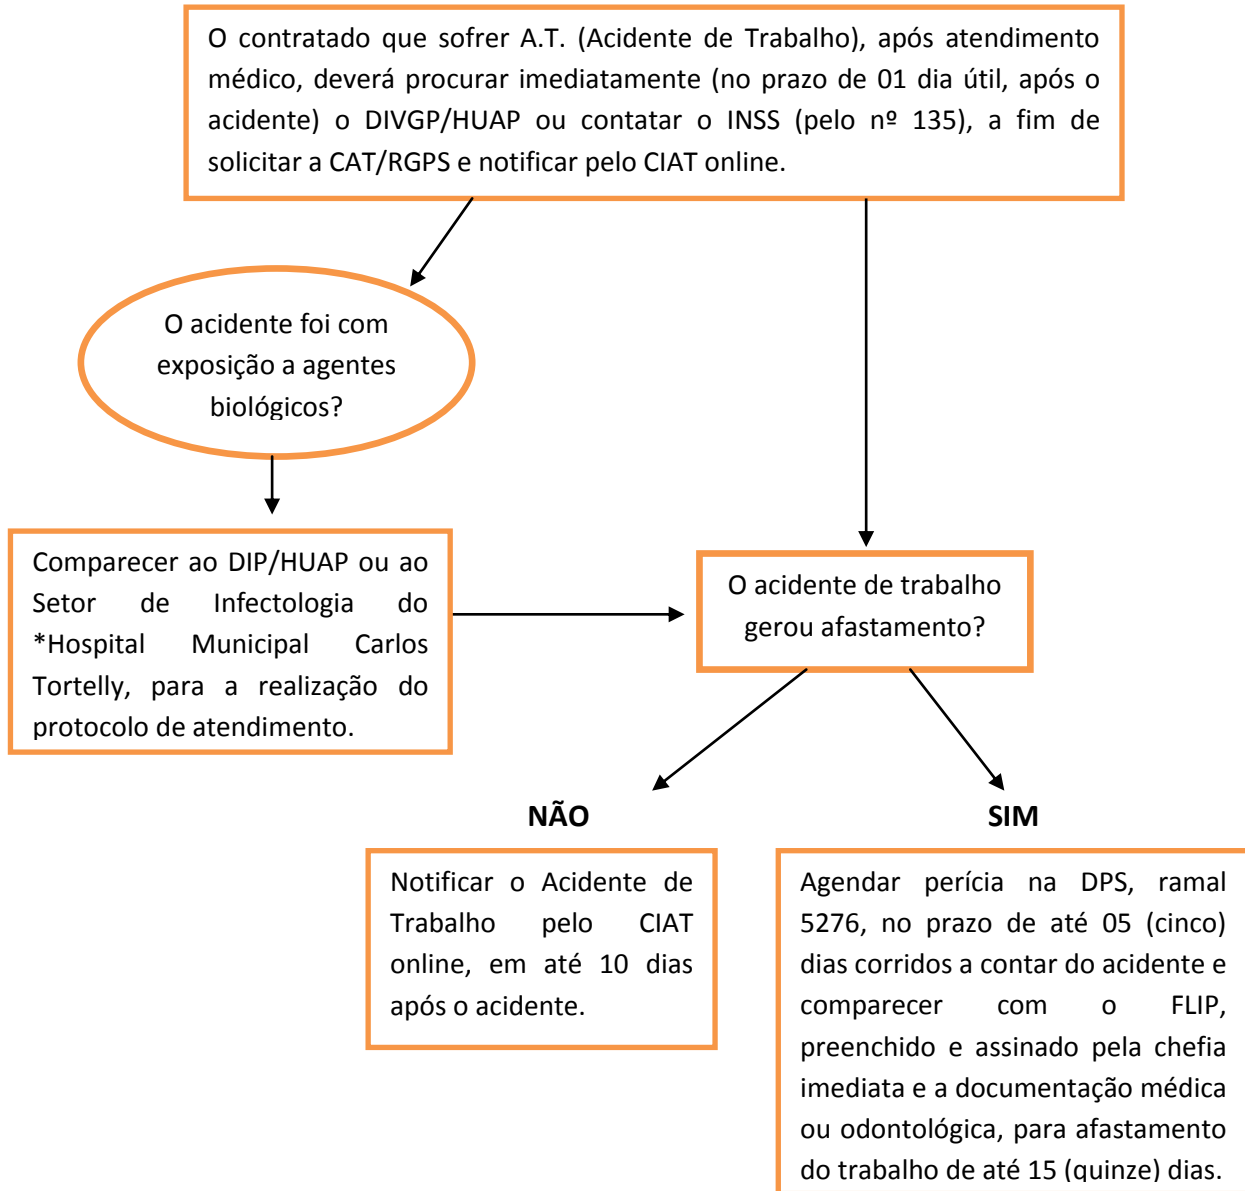 O contratado que sofrer A.T. (Acidente de Trabalho), após atendimento
médico, deverá procurar imediatamente (no prazo de 01 dia útil, após o
acidente) o DIVGP/HUAP ou contatar o INSS (pelo nº 135), a fim de
solicitar a CAT/RGPS e notificar pelo CIAT online.
O acidente foi com
exposição a agentes
biológicos?
Comparecer ao DIP/HUAP ou ao
Setor de Infectologia do
*Hospital Municipal Carlos
Tortelly, para a realização do
protocolo de atendimento.
O acidente de trabalho
gerou afastamento?
NÃO
Notificar o Acidente de
Trabalho pelo CIAT
online, em até 10 dias
após o acidente.
SIM
Agendar perícia na DPS, ramal
5276, no prazo de até 05 (cinco)
dias corridos a contar do acidente e
comparecer com o FLIP,
preenchido e assinado pela chefia
imediata e a documentação médica
ou odontológica, para afastamento
do trabalho de até 15 (quinze) dias.